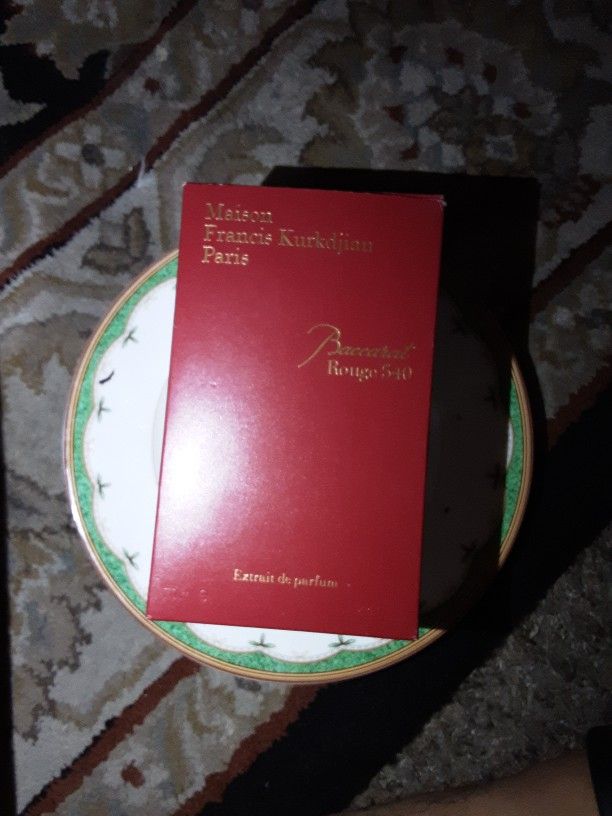 Maison
Francis Kurkdjian
Paris
Baccarat
Rouge 540
Extrait de parfum